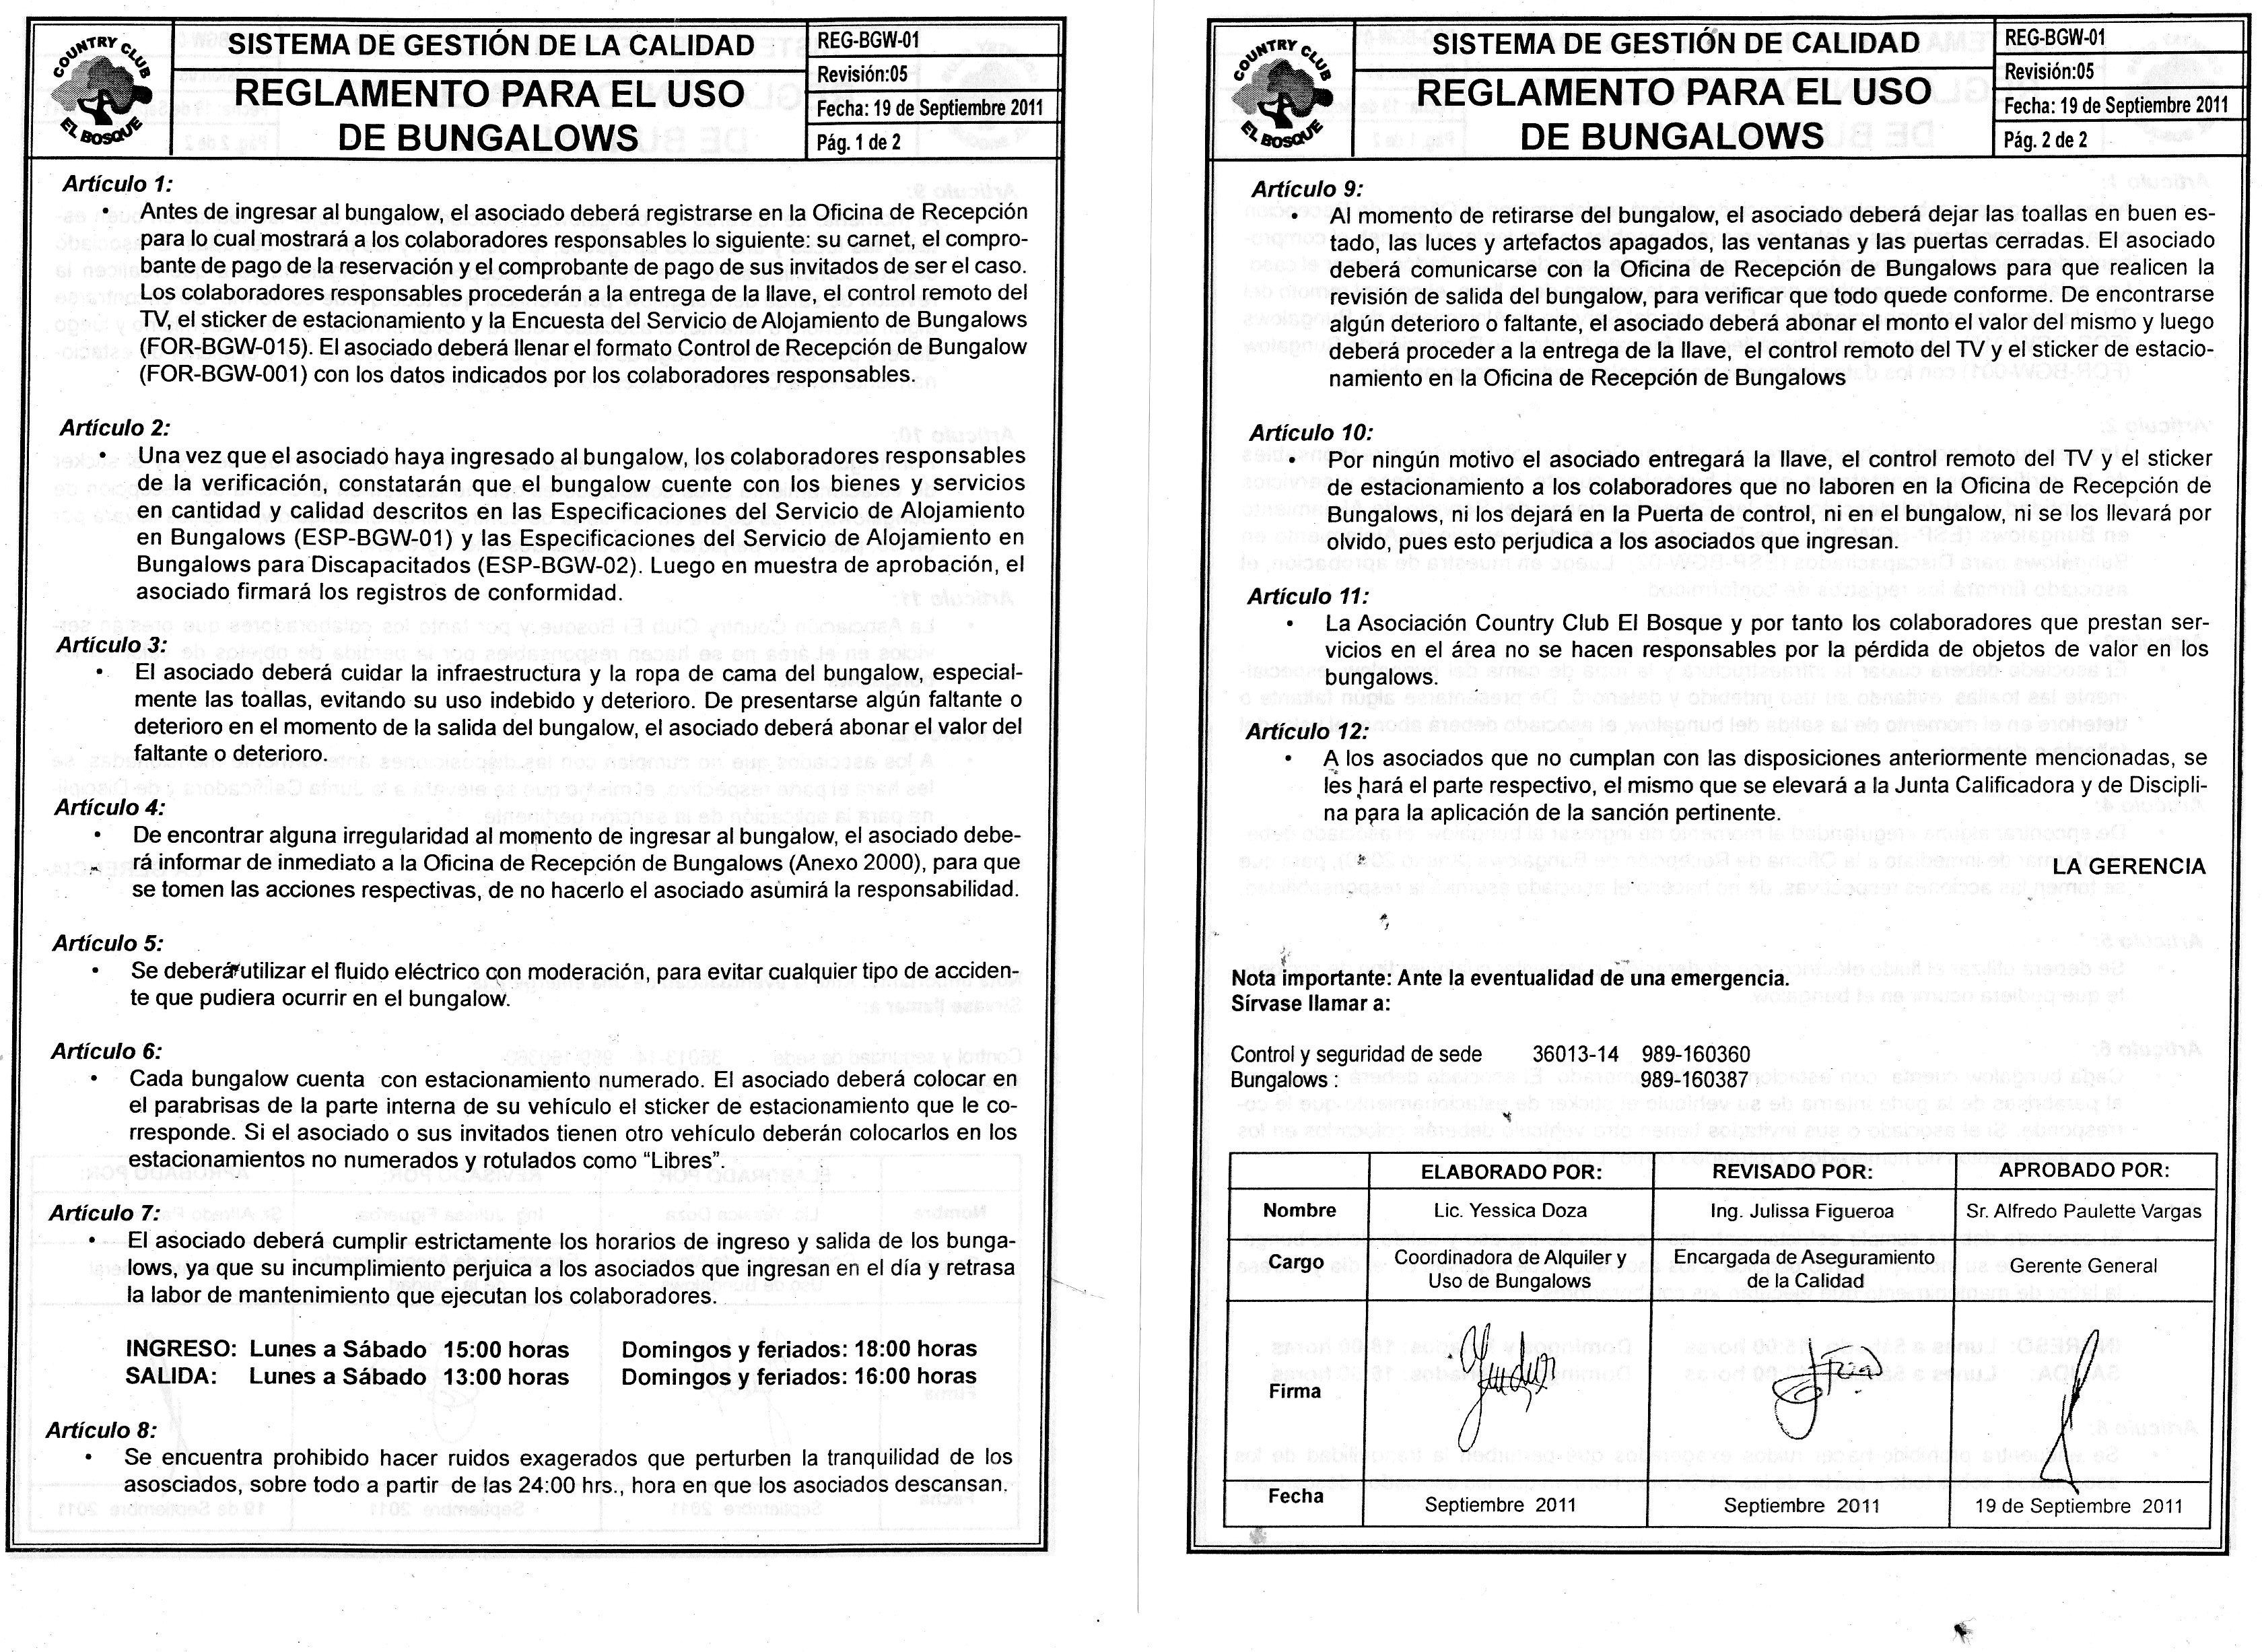 COUNTRY CLUB
EL BOSQUE
SISTEMA DE GESTIÓN DE LA CALIDAD
REGLAMENTO PARA EL USO
DE BUNGALOWS
REG-BGW-01
Revisión:05
Fecha: 19 de Septiembre 2011
Pág. 1 de 2
Artículo 1:
• Antes de ingresar al bungalow, el asociado deberá registrarse en la Oficina de Recepción
para lo cual mostrará a los colaboradores responsables lo siguiente: su carnet, el compro-
bante de pago de la reservación y el comprobante de pago de sus invitados de ser el caso.
Los colaboradores responsables procederán a la entrega de la llave, el control remoto del
TV, el sticker de estacionamiento y la Encuesta del Servicio de Alojamiento de Bungalows
(FOR-BGW-015). El asociado deberá llenar el formato Control de Recepción de Bungalow
(FOR-BGW-001) con los datos indicados por los colaboradores responsables.
Artículo 2:
• Una vez que el asociado haya ingresado al bungalow, los colaboradores responsables
de la verificación, constatarán que el bungalow cuente con los bienes y servicios
en cantidad y calidad descritos en las Especificaciones del Servicio de Alojamiento
en Bungalows (ESP-BGW-01) y las Especificaciones del Servicio de Alojamiento en
Bungalows para Discapacitados (ESP-BGW-02). Luego en muestra de aprobación, el
asociado firmará los registros de conformidad.
Artículo 3:
• El asociado deberá cuidar la infraestructura y la ropa de cama del bungalow, especial-
mente las toallas, evitando su uso indebido y deterioro. De presentarse algún faltante o
deterioro en el momento de la salida del bungalow, el asociado deberá abonar el valor del
faltante o deterioro.
Artículo 4:
• De encontrar alguna irregularidad al momento de ingresar al bungalow, el asociado debe-
rá informar de inmediato a la Oficina de Recepción de Bungalows (Anexo 2000), para que
se tomen las acciones respectivas, de no hacerlo el asociado asumirá la responsabilidad.
Artículo 5:
• Se deberá utilizar el fluido eléctrico con moderación, para evitar cualquier tipo de acciden-
te que pudiera ocurrir en el bungalow.
Artículo 6:
• Cada bungalow cuenta con estacionamiento numerado. El asociado deberá colocar en
el parabrisas de la parte interna de su vehículo el sticker de estacionamiento que le co-
rresponde. Si el asociado o sus invitados tienen otro vehículo deberán colocarlos en los
estacionamientos no numerados y rotulados como “Libres”.
Artículo 7:
• El asociado deberá cumplir estrictamente los horarios de ingreso y salida de los bunga-
lows, ya que su incumplimiento perjudica a los asociados que ingresan en el día y retrasa
la labor de mantenimiento que ejecutan los colaboradores.
INGRESO: Lunes a Sábado 15:00 horas Domingos y feriados: 18:00 horas
SALIDA: Lunes a Sábado 13:00 horas Domingos y feriados: 16:00 horas
Artículo 8:
• Se encuentra prohibido hacer ruidos exagerados que perturben la tranquilidad de los
asosciados, sobre todo a partir de las 24:00 hrs., hora en que los asociados descansan.
COUNTRY CLUB
EL BOSQUE
SISTEMA DE GESTIÓN DE CALIDAD
REGLAMENTO PARA EL USO
DE BUNGALOWS
REG-BGW-01
Revisión:05
Fecha: 19 de Septiembre 2011
Pág. 2 de 2
Artículo 9:
• Al momento de retirarse del bungalow, el asociado deberá dejar las toallas en buen es-
tado, las luces y artefactos apagados, las ventanas y las puertas cerradas. El asociado
deberá comunicarse con la Oficina de Recepción de Bungalows para que realicen la
revisión de salida del bungalow, para verificar que todo quede conforme. De encontrarse
algún deterioro o faltante, el asociado deberá abonar el monto el valor del mismo y luego
deberá proceder a la entrega de la llave, el control remoto del TV y el sticker de estacio-
namiento en la Oficina de Recepción de Bungalows
Artículo 10:
• Por ningún motivo el asociado entregará la llave, el control remoto del TV y el sticker
de estacionamiento a los colaboradores que no laboren en la Oficina de Recepción de
Bungalows, ni los dejará en la Puerta de Control, ni en el bungalow, ni se los llevará por
olvido, pues esto perjudica a los asociados que ingresan.
Artículo 11:
• La Asociación Country Club El Bosque y por tanto los colaboradores que prestan ser-
vicios en el área no se hacen responsables por la pérdida de objetos de valor en los
bungalows.
Artículo 12:
• A los asociados que no cumplan con las disposiciones anteriormente mencionadas, se
les hará el parte respectivo, el mismo que se elevará a la Junta Calificadora y de Discipli-
na para la aplicación de la sanción pertinente.
LA GERENCIA
Nota importante: Ante la eventualidad de una emergencia.
Sírvase llamar a:
Control y seguridad de sede 36013-14 989-160360
Bungalows : 989-160387
ELABORADO POR: REVISADO POR: APROBADO POR:
Nombre Lic. Yessica Doza Ing. Julissa Figueroa Sr. Alfredo Paulette Vargas
Cargo Coordinadora de Alquiler y Uso de Bungalows Encargada de Aseguramiento de la Calidad Gerente General
Firma
Fecha Septiembre 2011 Septiembre 2011 19 de Septiembre 2011